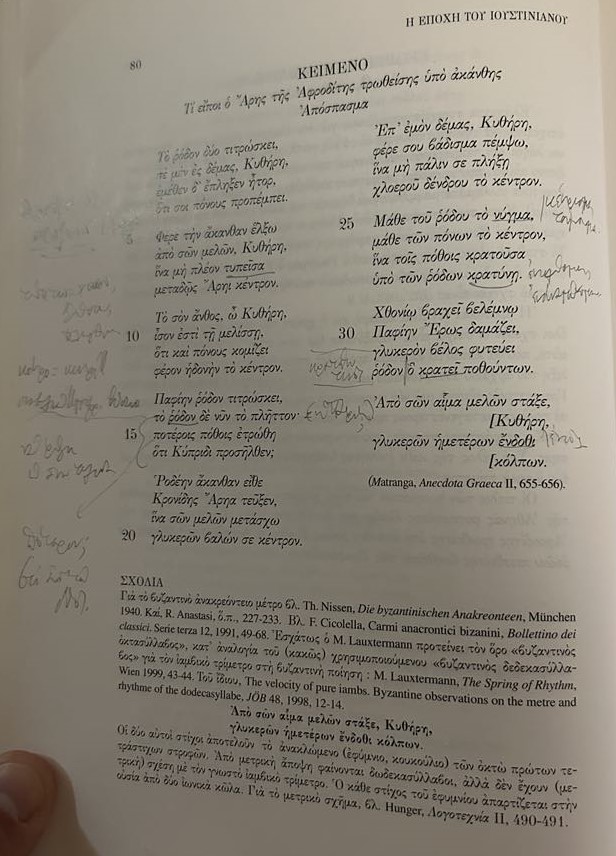 Η ΕΠΟΧΗ ΤΟΥ ΙΟΥΣΤΙΝΙΑΝΟΥ
80
ΚΕΙΜΕΝΟ
Τί εἴποι ὁ Ἄρης τῆς Ἀφροδίτης τρωθείσης ὑπὸ ἀκάνθης
Ἀπόσπασμα
Τὸ ῥόδον δύο τιτρώσκει,
σὲ μὲν ἐς δέμας, Κυθήρη,
ἐμέθεν δ' ἔπληξεν ἦτορ,
ὅτι σοι πόνους προπέμπει.
5 Φέρε τὴν ἄκανθαν ἕλξω
ἀπὸ σῶν μελῶν, Κυθήρη,
ἵνα μὴ πλέον τυπεῖσα
μεταδῷς Ἄρηι κέντρον.
Τὸ σὸν ἄνθος, ὦ Κυθήρη,
10 ἶσον ἐστὶ τῇ μελίσσῃ,
ὅτι καὶ πόνους κομίζει
φέρον ἡδονὴν τὸ κέντρον.
Παφίην ῥόδον τιτρώσκει,
τὸ ῥόδον δὲ νῦν τὸ πλῆττον·
15 ποτέροις πόθοις ἐτρώθη
ὅτι Κύπριδι προσῆλθεν;
Ῥοδέην ἄκανθαν εἴθε
Κρονίδης Ἄρηα τεῦξεν,
ἵνα σῶν μελῶν μετάσχω
20 γλυκερῶν βαλών σε κέντρον.
Ἐπ' ἐμὸν δέμας, Κυθήρη,
φέρε σου βάδισμα πέμψω,
ἵνα μὴ πάλιν σε πλήξῃ
χλοεροῦ δένδρου τὸ κέντρον.
25 Μάθε τοῦ ῥόδου τὸ νύγμα,
μάθε τῶν πόνων τὸ κέντρον,
ἵνα τοῖς πόθοις κρατοῦσα
ὑπὸ τῶν ῥόδων κρατύνῃ.
Χθονίῳ βραχεῖ βελέμνῳ
30 Παφίην Ἔρως δαμάζει,
γλυκερὸν βέλος φυτεύει
ῥόδον ὃ κρατεῖ ποθούντων.
Ἀπὸ σῶν αἷμα μελῶν στάξε,
[Κυθήρη,
γλυκερῶν ἡμετέρων ἔνδοθι
[κόλπων.
(Matranga, Anecdota Graeca II, 655-656).
ΣΧΟΛΙΑ
Γιὰ τὸ βυζαντινὸ ἀνακρεόντειο μέτρο βλ. Th. Nissen, Die byzantinischen Anakreonteen, München
1940. Καί, R. Anastasi, ὅ.π., 227-233. Βλ. F. Cicolella, Carmi anacrontici bizanini, Bollettino dei
classici. Serie terza 12, 1991, 49-68. Ἐσχάτως ὁ M. Lauxtermann προτείνει τὸν ὅρο «βυζαντινὸς
ὀκτασύλλαβος», κατ' ἀναλογία τοῦ (κακῶς) χρησιμοποιούμενου «βυζαντινὸς δεδεκασύλλα-
βος» γιὰ τὸν ἰαμβικὸ τρίμετρο στὴ βυζαντινὴ ποίηση : M. Lauxtermann, The Spring of Rhythm,
Wien 1999, 43-44. Τοῦ ἴδιου, The velocity of pure iambs. Byzantine observations on the metre and
rhythme of the dodecasyllabe, JÖB 48, 1998, 12-14.
Ἀπὸ σῶν αἷμα μελῶν στάξε, Κυθήρη,
γλυκερῶν ἡμετέρων ἔνδοθι κόλπων.
Οἱ δύο αὐτοὶ στίχοι ἀποτελοῦν τὸ ἀνακλώμενο (ἐφύμνιο, κουκούλιο) τῶν ὀκτὼ πρώτων τε-
τράστιχων στροφῶν. Ἀπὸ μετρικὴ ἄποψη φαίνονται δωδεκασύλλαβοι, ἀλλὰ δὲν ἔχουν (με-
τρικὴ) σχέση μὲ τὸν γνωστὸ ἰαμβικὸ τρίμετρο. Ὁ κάθε στίχος τοῦ ἐφυμνίου ἀπαρτίζεται στὴν
οὐσία ἀπὸ δύο ἰωνικὰ κῶλα. Γιὰ τὸ μετρικὸ σχῆμα, βλ. Hunger, Λογοτεχνία II, 490-491.